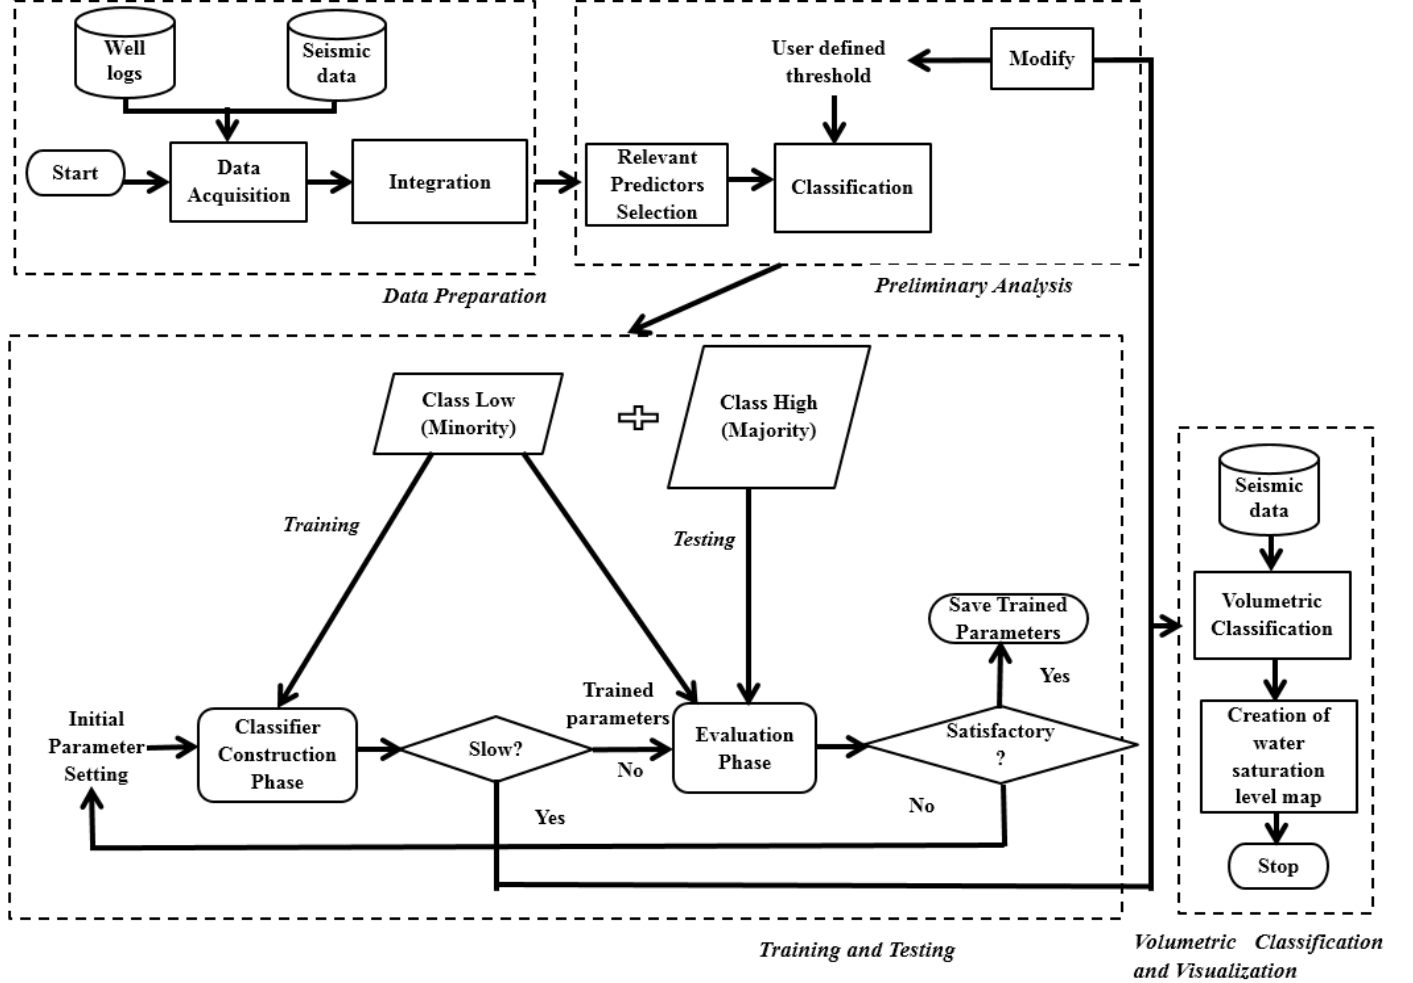 Well
logs
Seismic
data
User defined
threshold
Modify
Start
Data
Acquisition
Integration
Relevant
Predictors
Selection
Classification
Data Preparation
Preliminary Analysis
Class Low
(Minority)
Class High
(Majority)
Training
Testing
Seismic
data
Volumetric
Classification
Save Trained
Parameters
Yes
Initial
Parameter
Setting
Classifier
Construction
Phase
Slow?
Trained
parameters
No
Evaluation
Phase
Satisfactory
?
Creation of
water
saturation
level map
Yes
No
Stop
Training and Testing
Volumetric Classification
and Visualization